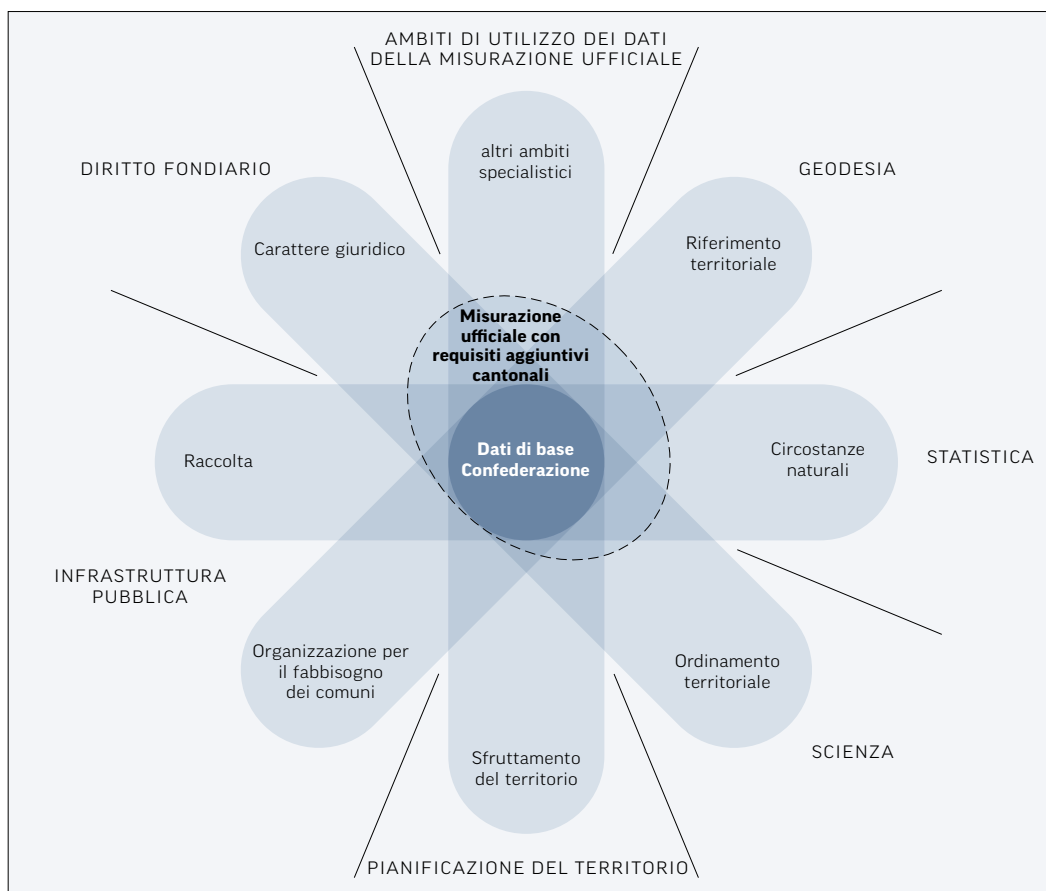 AMBITI DI UTILIZZO DEI DATI
DELLA MISURAZIONE UFFICIALE
altri ambiti
specialistici
DIRITTO FONDIARIO
GEODESIA
Carattere giuridico
Riferimento
territoriale
Misurazione
ufficiale con
requisiti aggiuntivi
cantonali
Raccolta
Dati di base
Confederazione
Circostanze
naturali
STATISTICA
INFRASTRUTTURA
PUBBLICA
Organizzazione per
il fabbisogno
dei comuni
Ordinamento
territoriale
SCIENZA
Sfruttamento
del territorio
PIANIFICAZIONE DEL TERRITORIO